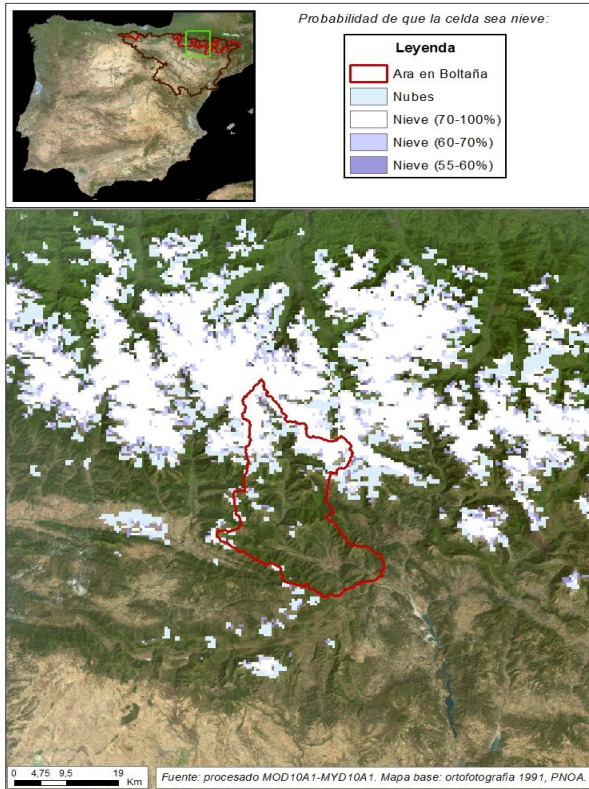 Probabilidad de que la celda sea nieve:
Leyenda
Ara en Boltaña
Nubes
Nieve (70-100%)
Nieve (60-70%)
Nieve (55-60%)
0 4,75 9,5 19
Km
Fuente: procesado MOD10A1-MYD10A1. Mapa base: ortofotografía 1991, PNOA.